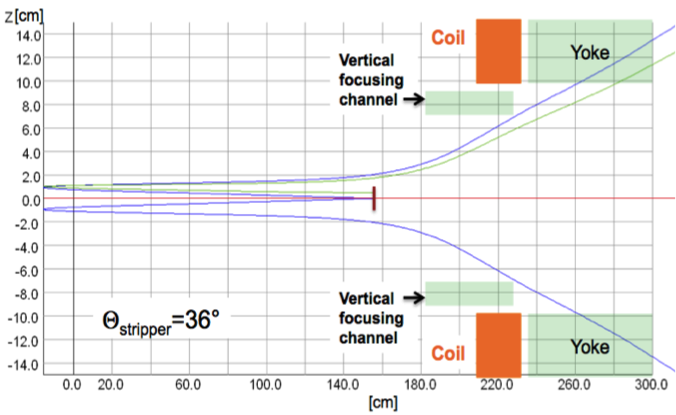 z[cm]
14.0
12.0
10.0
8.0
6.0
4.0
2.0
0.0
-2.0
-4.0
-6.0
-8.0
-10.0
-12.0
-14.0
Coil
Yoke
Vertical
focusing
channel
Vertical
focusing
channel
Θstripper=36°
Coil
Yoke
0.0 20.0 60.0 100.0 140.0 180.0 220.0 260.0 300.0
[cm]